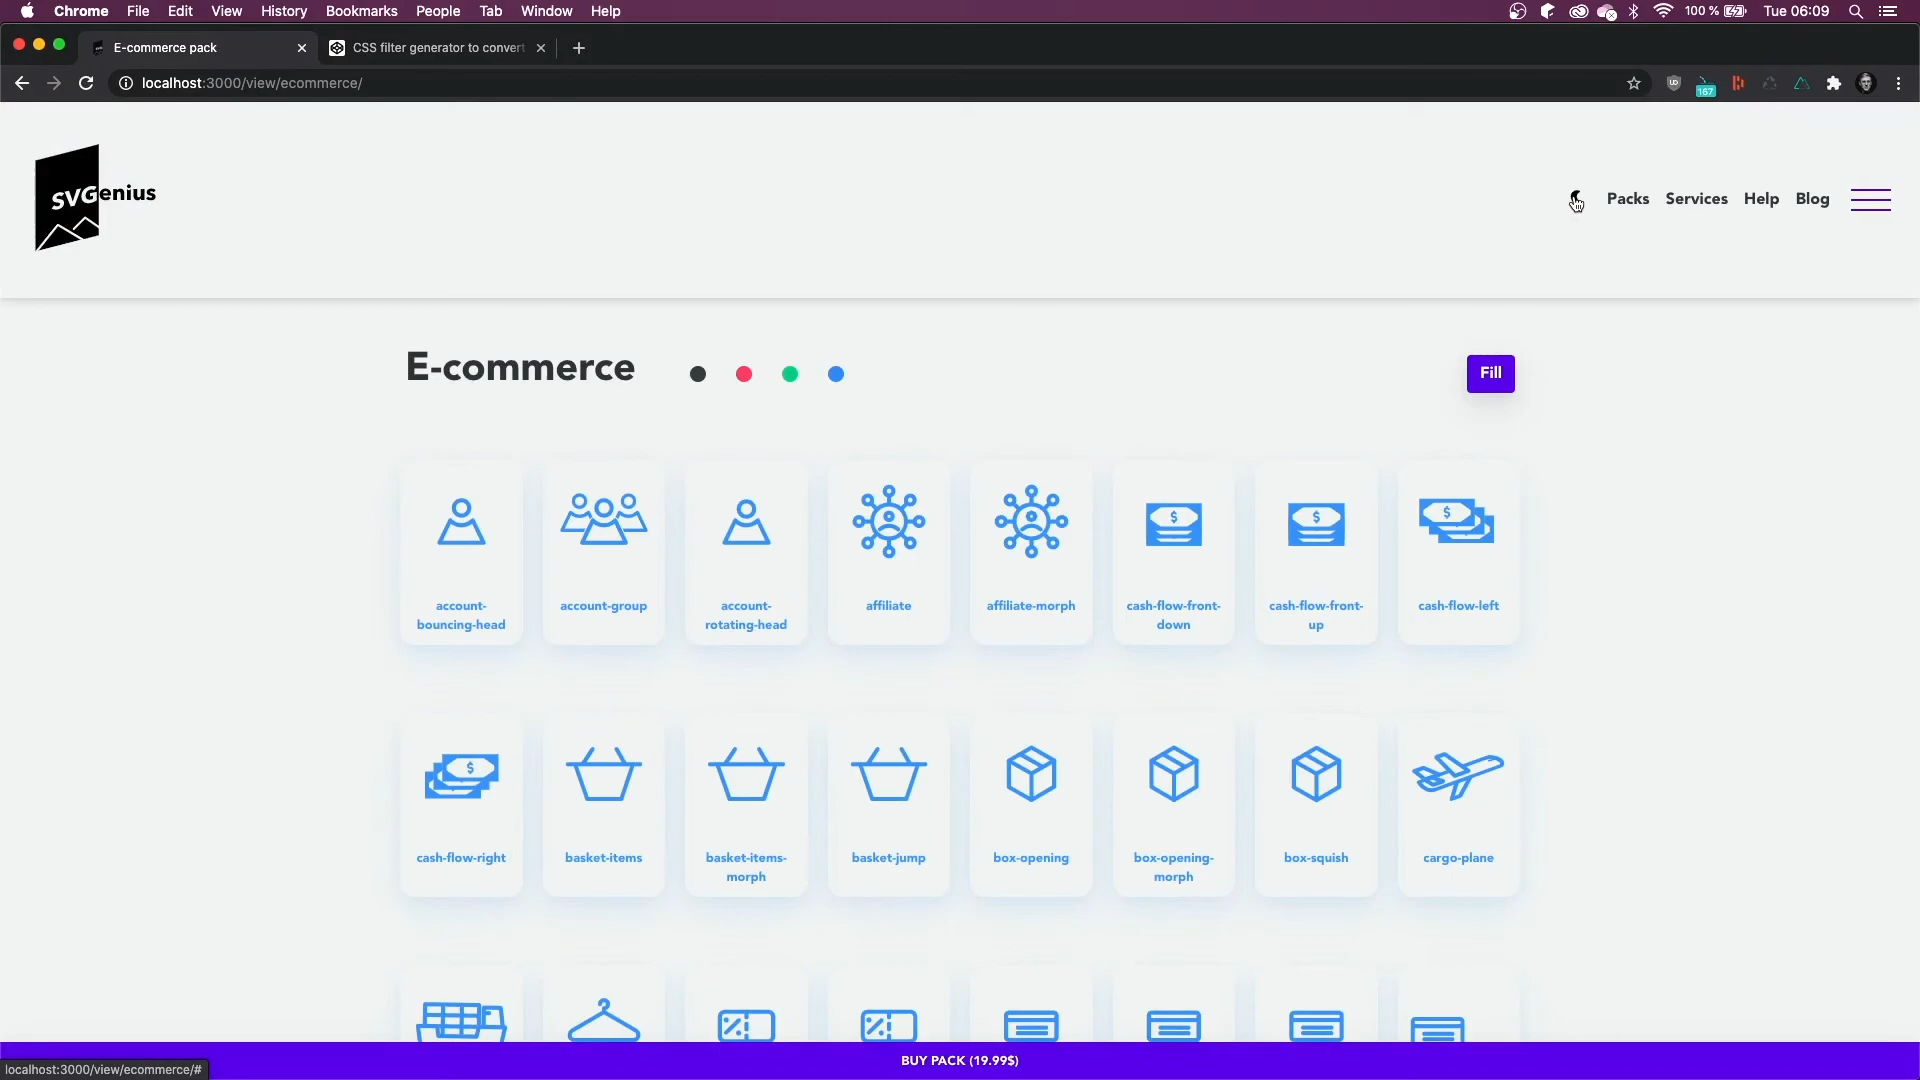 Chrome File Edit View History Bookmarks People Tab Window Help 100 % Tue 06:09
E-commerce pack CSS filter generator to convert
localhost:3000/view/ecommerce/ 167
SVGenius
Packs Services Help Blog
E-commerce
Fill
account-
bouncing-head
account-group
account-
rotating-head
affiliate
affiliate-morph
cash-flow-front-
down
cash-flow-front-
up
cash-flow-left
cash-flow-right
basket-items
basket-items-
morph
basket-jump
box-opening
box-opening-
morph
box-squish
cargo-plane
BUY PACK (19.99$)
localhost:3000/view/ecommerce/#